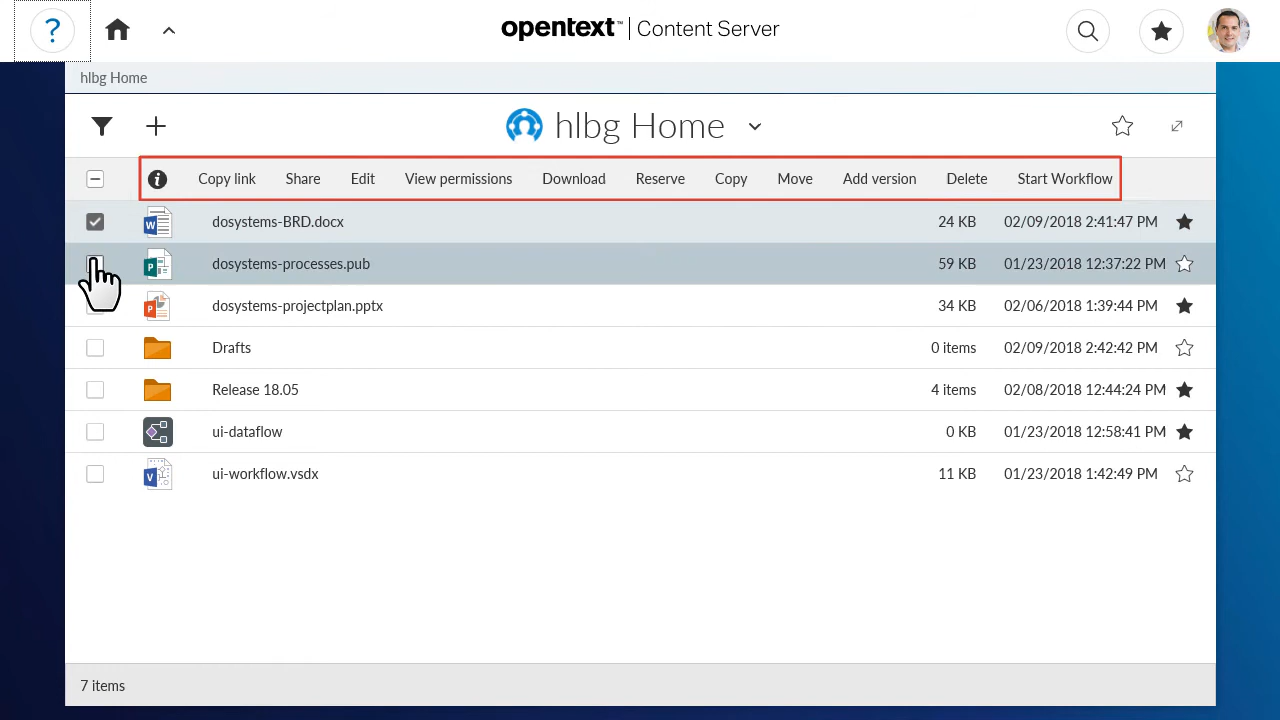 ?
opentext™ | Content Server
hlbg Home
hlbg Home
i Copy link Share Edit View permissions Download Reserve Copy Move Add version Delete Start Workflow
W dosystems-BRD.docx 24 KB 02/09/2018 2:41:47 PM
P dosystems-processes.pub 59 KB 01/23/2018 12:37:22 PM
P dosystems-projectplan.pptx 34 KB 02/06/2018 1:39:44 PM
Drafts 0 items 02/09/2018 2:42:42 PM
Release 18.05 4 items 02/08/2018 12:44:24 PM
ui-dataflow 0 KB 01/23/2018 12:58:41 PM
V ui-workflow.vsdx 11 KB 01/23/2018 1:42:49 PM
7 items